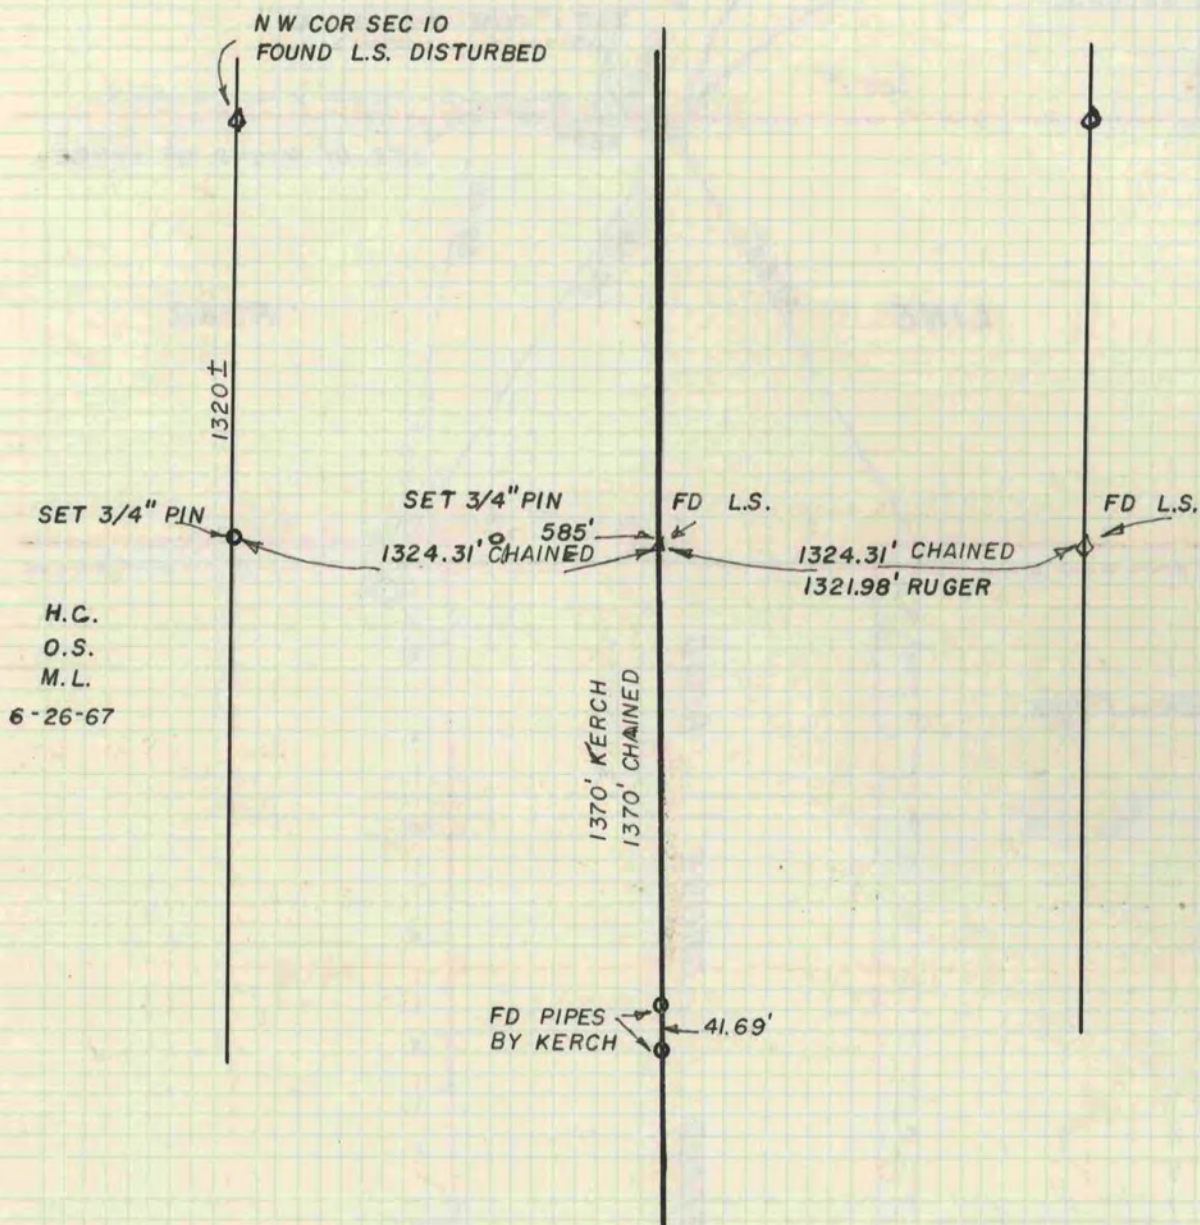 N W COR SEC 10
FOUND L.S. DISTURBED
1320±
SET 3/4" PIN
SET 3/4" PIN
FD L.S.
FD L.S.
585'
1324.31' CHAINED
1324.31' CHAINED
1321.98' RUGER
H.C.
O.S.
M.L.
6-26-67
1370' KERCH
1370' CHAINED
FD PIPES
BY KERCH
41.69'